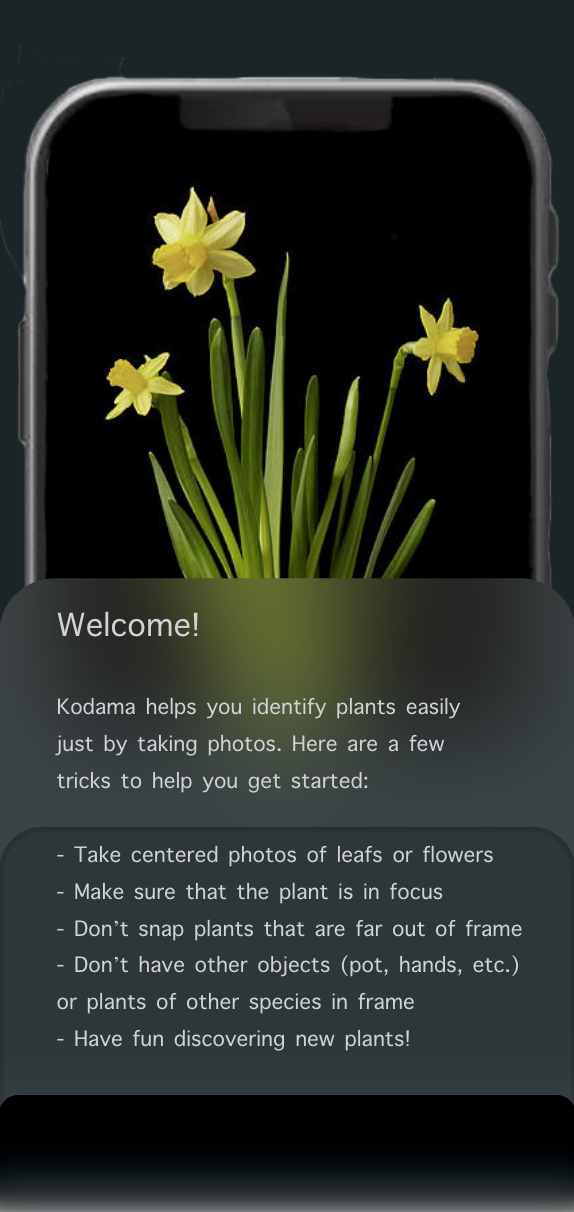 Welcome!
Kodama helps you identify plants easily
just by taking photos. Here are a few
tricks to help you get started:
- Take centered photos of leafs or flowers
- Make sure that the plant is in focus
- Don’t snap plants that are far out of frame
- Don’t have other objects (pot, hands, etc.)
or plants of other species in frame
- Have fun discovering new plants!